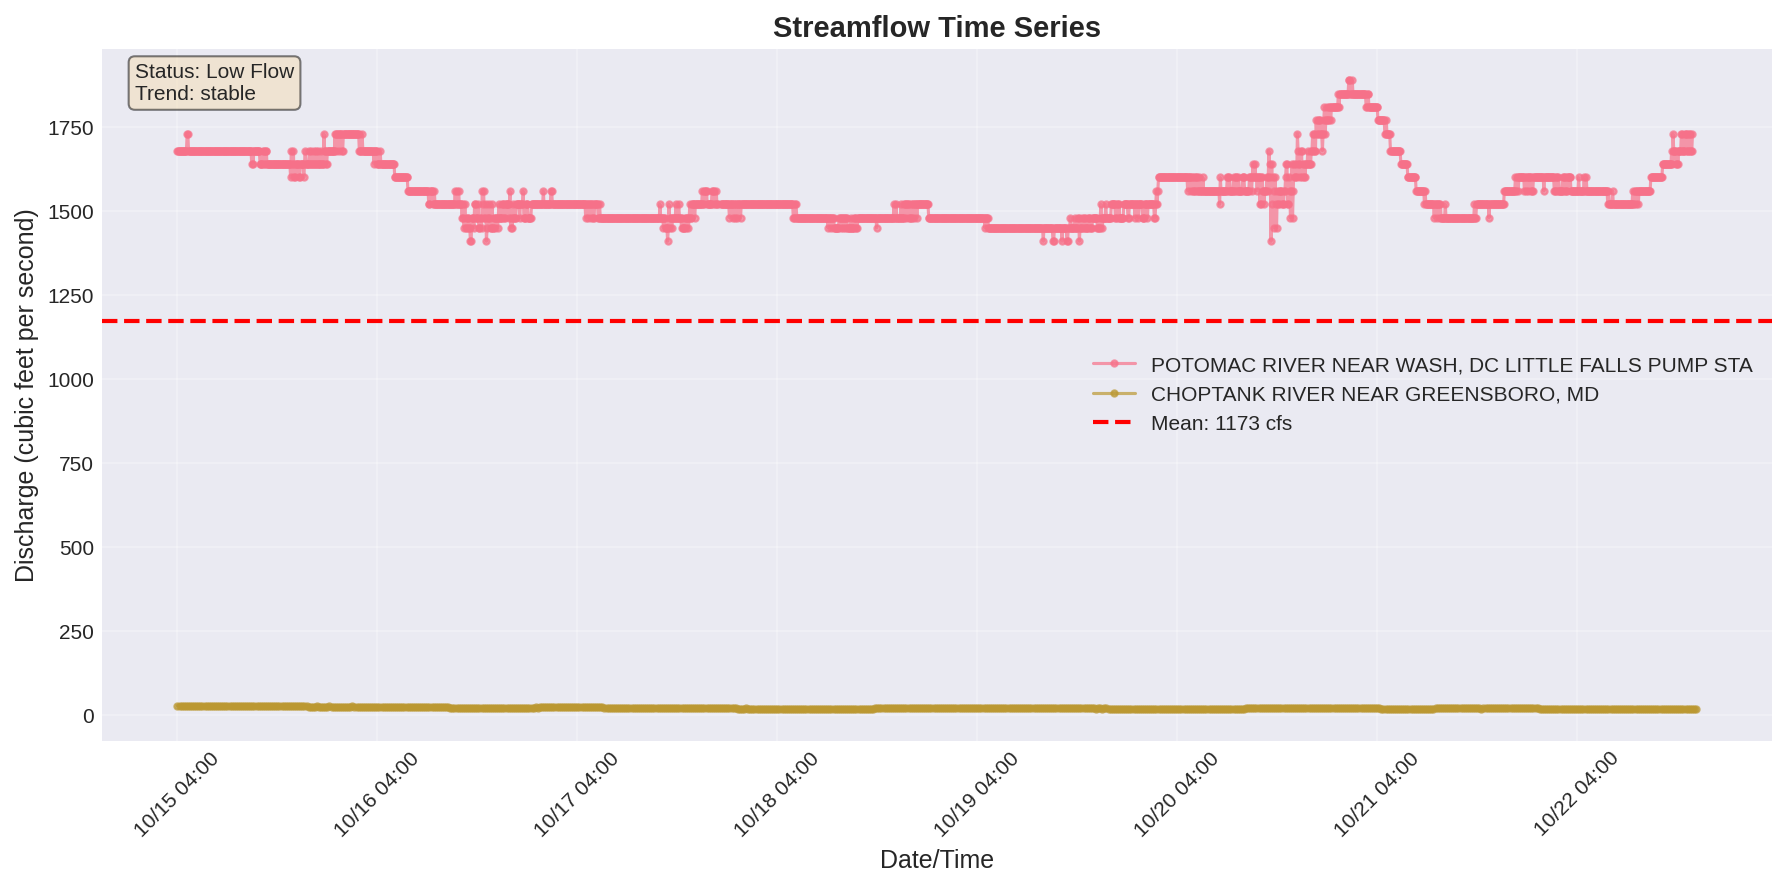 Streamflow Time Series
Status: Low Flow
Trend: stable
Discharge (cubic feet per second)
1750
1500
1250
1000
750
500
250
0
POTOMAC RIVER NEAR WASH, DC LITTLE FALLS PUMP STA
CHOPTANK RIVER NEAR GREENSBORO, MD
Mean: 1173 cfs
10/15 04:00
10/16 04:00
10/17 04:00
10/18 04:00
10/19 04:00
10/20 04:00
10/21 04:00
10/22 04:00
Date/Time